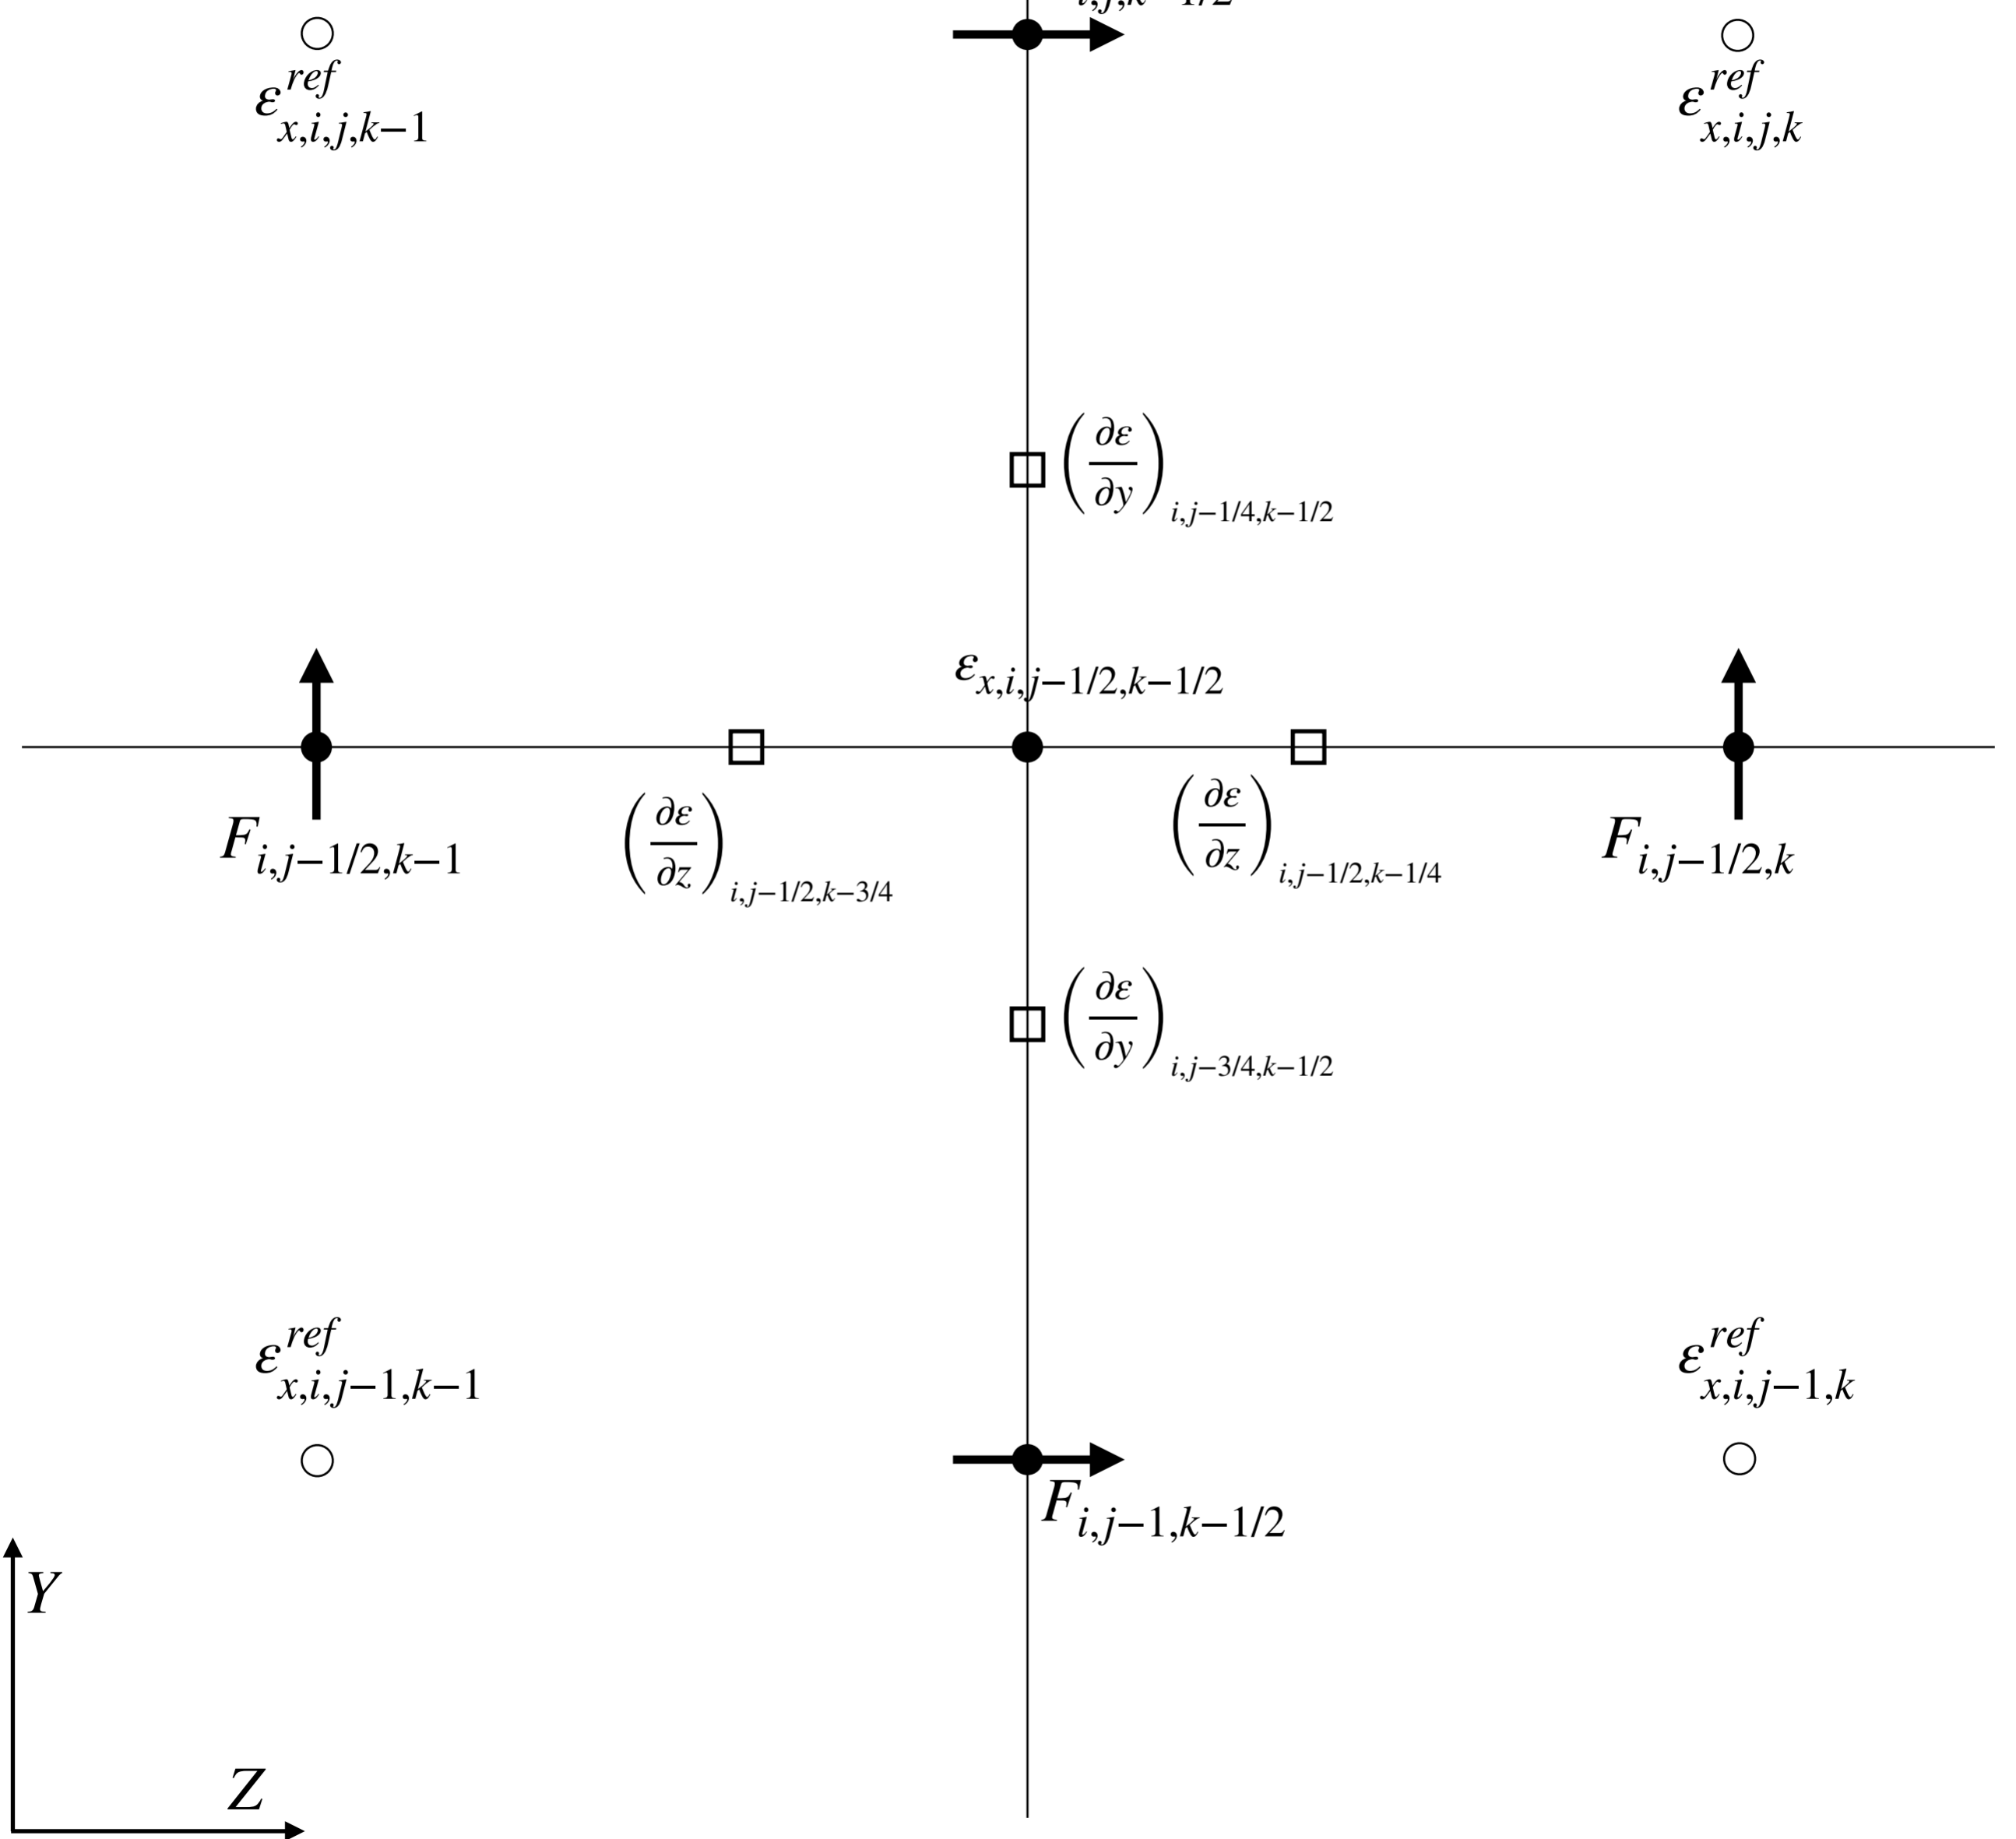 i,j,k−1/2
ε^{ref}_{x,i,j,k−1}
ε^{ref}_{x,i,j,k}
(∂ε/∂y)_{i,j−1/4,k−1/2}
ε_{x,i,j−1/2,k−1/2}
F_{i,j−1/2,k−1}
(∂ε/∂z)_{i,j−1/2,k−3/4}
(∂ε/∂z)_{i,j−1/2,k−1/4}
F_{i,j−1/2,k}
(∂ε/∂y)_{i,j−3/4,k−1/2}
ε^{ref}_{x,i,j−1,k−1}
ε^{ref}_{x,i,j−1,k}
F_{i,j−1,k−1/2}
Y
Z